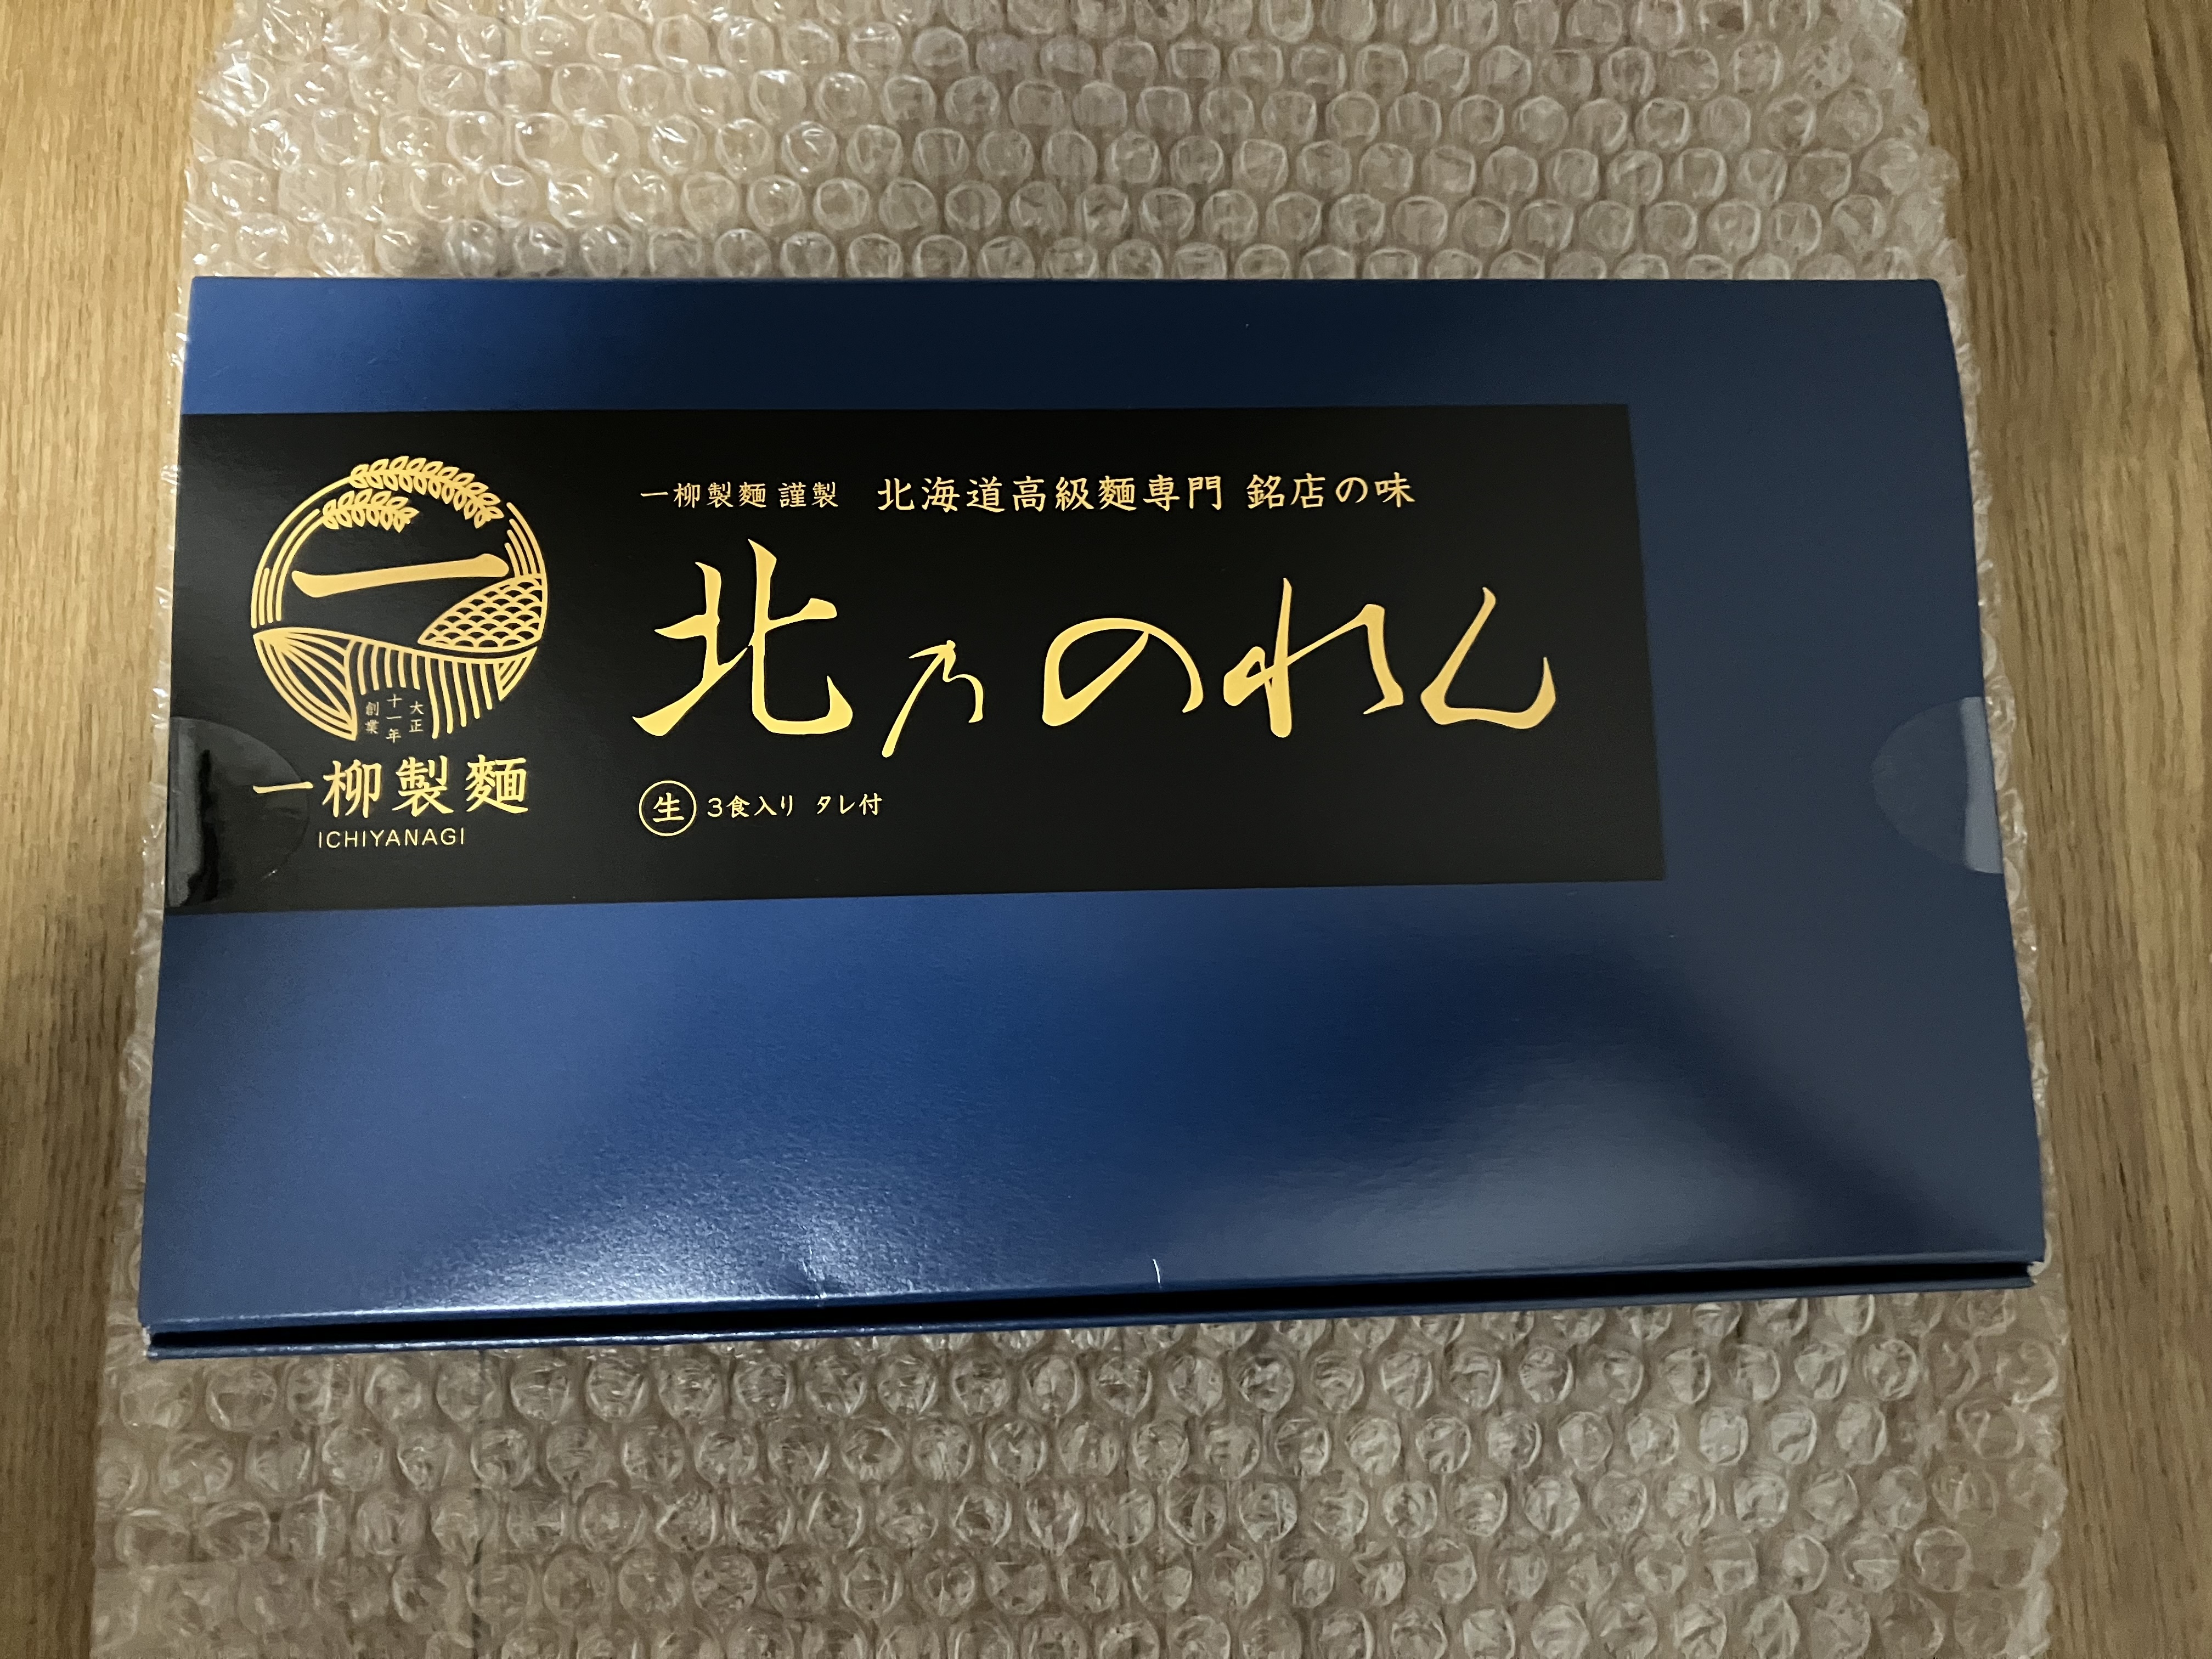 一柳製麺 謹製 北海道高級麺専門 銘店の味
北乃のれん
生 3食入り タレ付
一
大正
十一年
創業
一柳製麺
ICHIYANAGI